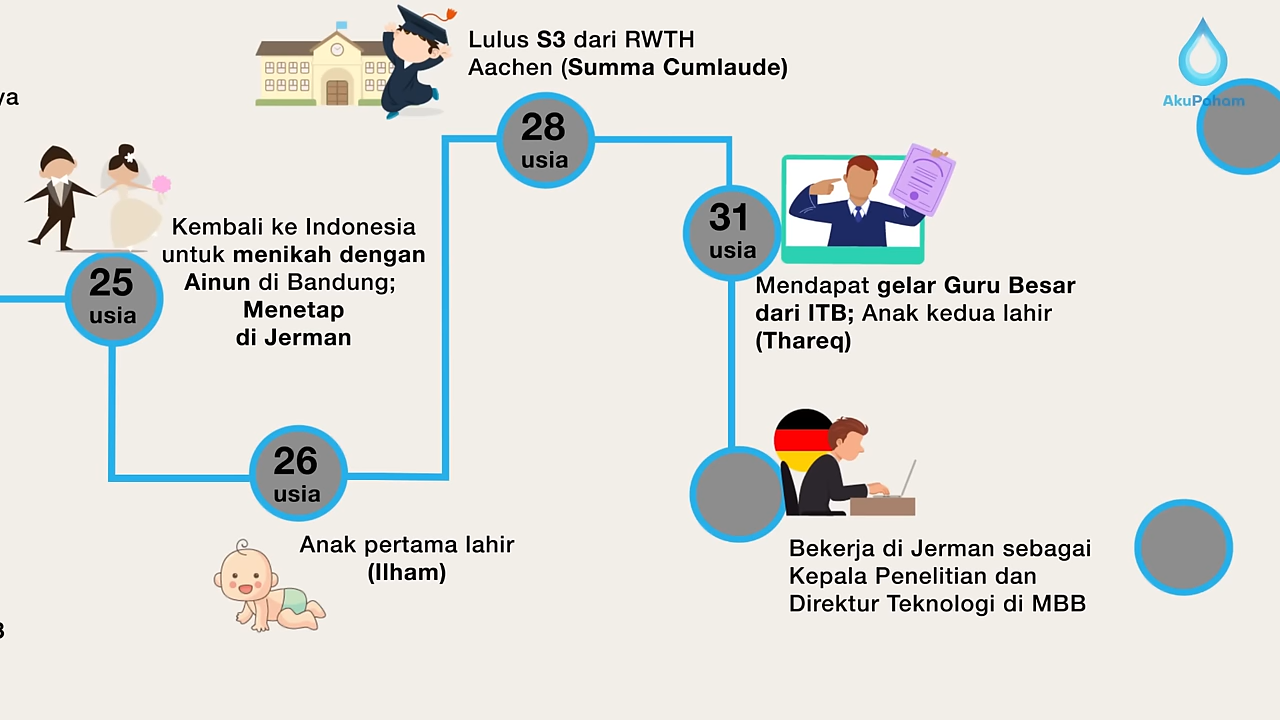 Lulus S3 dari RWTH
Aachen (Summa Cumlaude)
AkuPaham
28
usia
31
usia
Kembali ke Indonesia
untuk menikah dengan
Ainun di Bandung;
Menetap
di Jerman
25
usia
Mendapat gelar Guru Besar
dari ITB; Anak kedua lahir
(Thareq)
26
usia
Anak pertama lahir
(Ilham)
Bekerja di Jerman sebagai
Kepala Penelitian dan
Direktur Teknologi di MBB